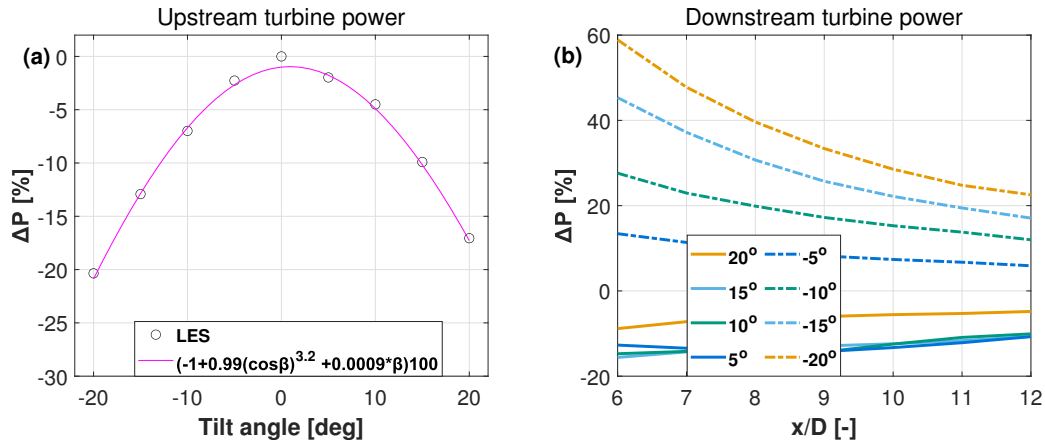 Upstream turbine power
(a)
0
-5
-10
-15
-20
-25
-30
ΔP [%]
LES
(-1+0.99(cosβ)^3.2 +0.0009*β)100
-20 -10 0 10 20
Tilt angle [deg]
Downstream turbine power
(b)
60
40
20
0
-20
ΔP [%]
20° -5°
15° -10°
10° -15°
5° -20°
6 7 8 9 10 11 12
x/D [-]